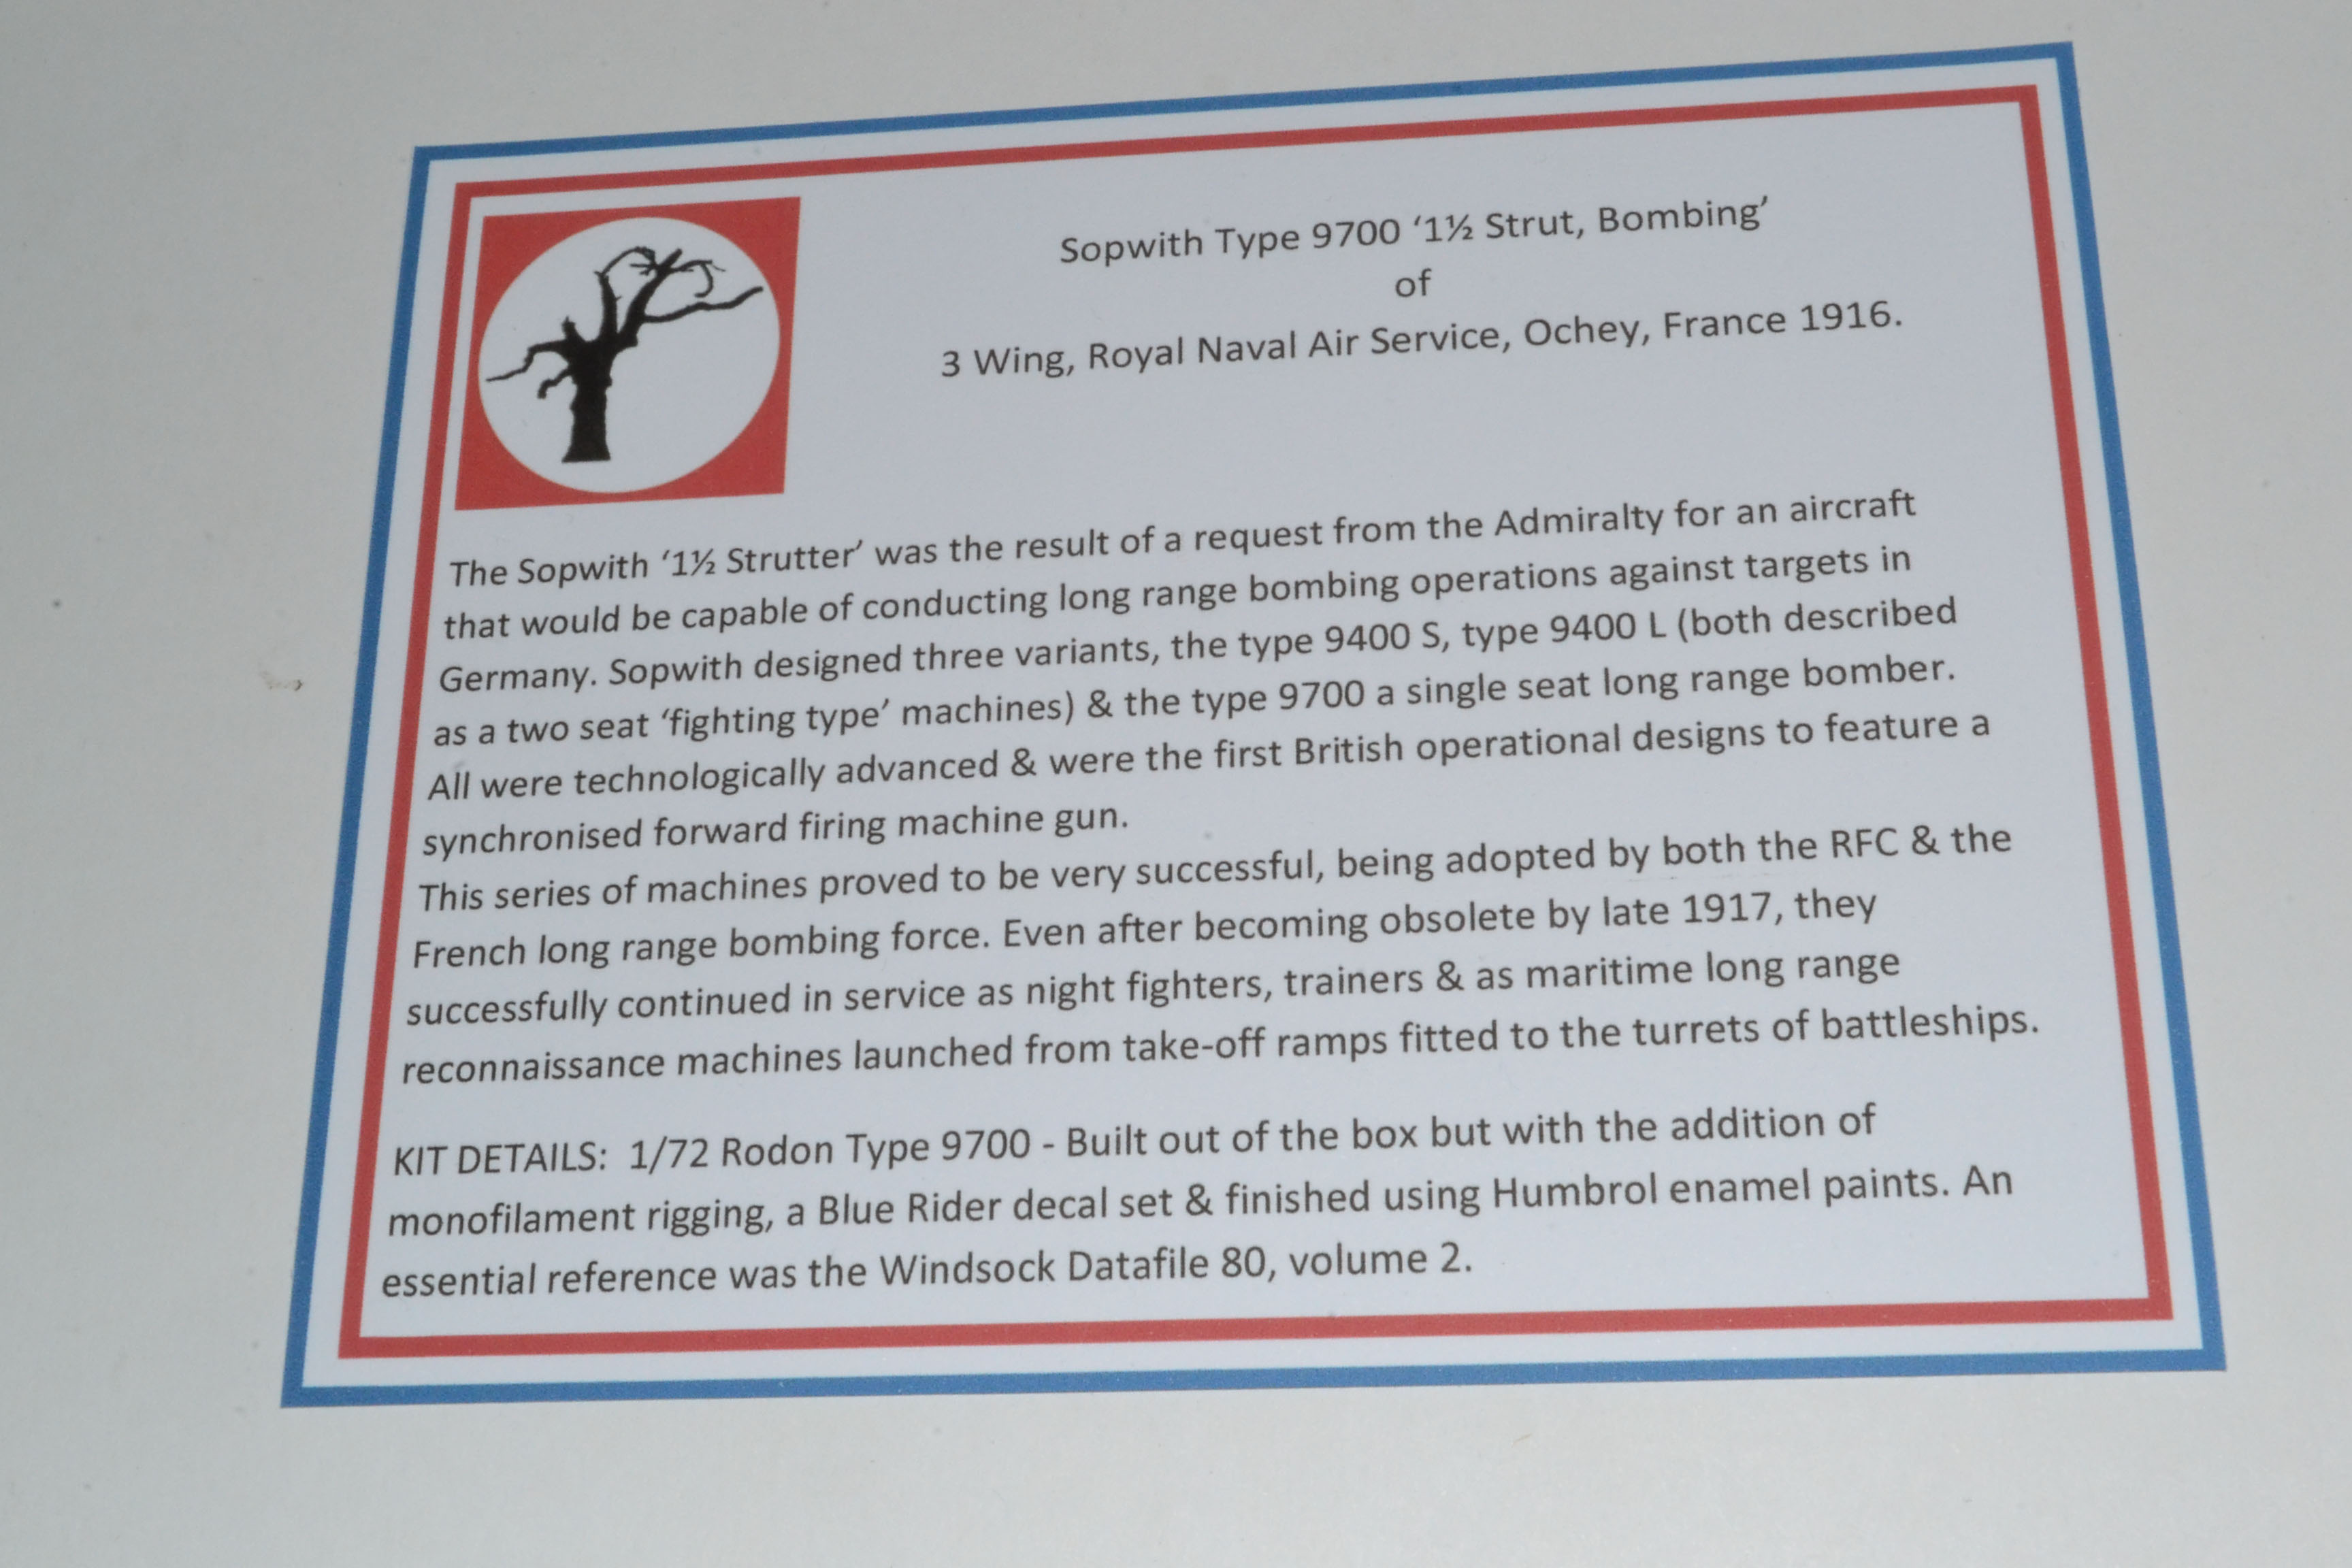 Sopwith Type 9700 ‘1½ Strut, Bombing’
of
3 Wing, Royal Naval Air Service, Ochey, France 1916.
The Sopwith ‘1½ Strutter’ was the result of a request from the Admiralty for an aircraft
that would be capable of conducting long range bombing operations against targets in
Germany. Sopwith designed three variants, the type 9400 S, type 9400 L (both described
as a two seat ‘fighting type’ machines) & the type 9700 a single seat long range bomber.
All were technologically advanced & were the first British operational designs to feature a
synchronised forward firing machine gun.
This series of machines proved to be very successful, being adopted by both the RFC & the
French long range bombing force. Even after becoming obsolete by late 1917, they
successfully continued in service as night fighters, trainers & as maritime long range
reconnaissance machines launched from take-off ramps fitted to the turrets of battleships.
KIT DETAILS: 1/72 Rodon Type 9700 - Built out of the box but with the addition of
monofilament rigging, a Blue Rider decal set & finished using Humbrol enamel paints. An
essential reference was the Windsock Datafile 80, volume 2.